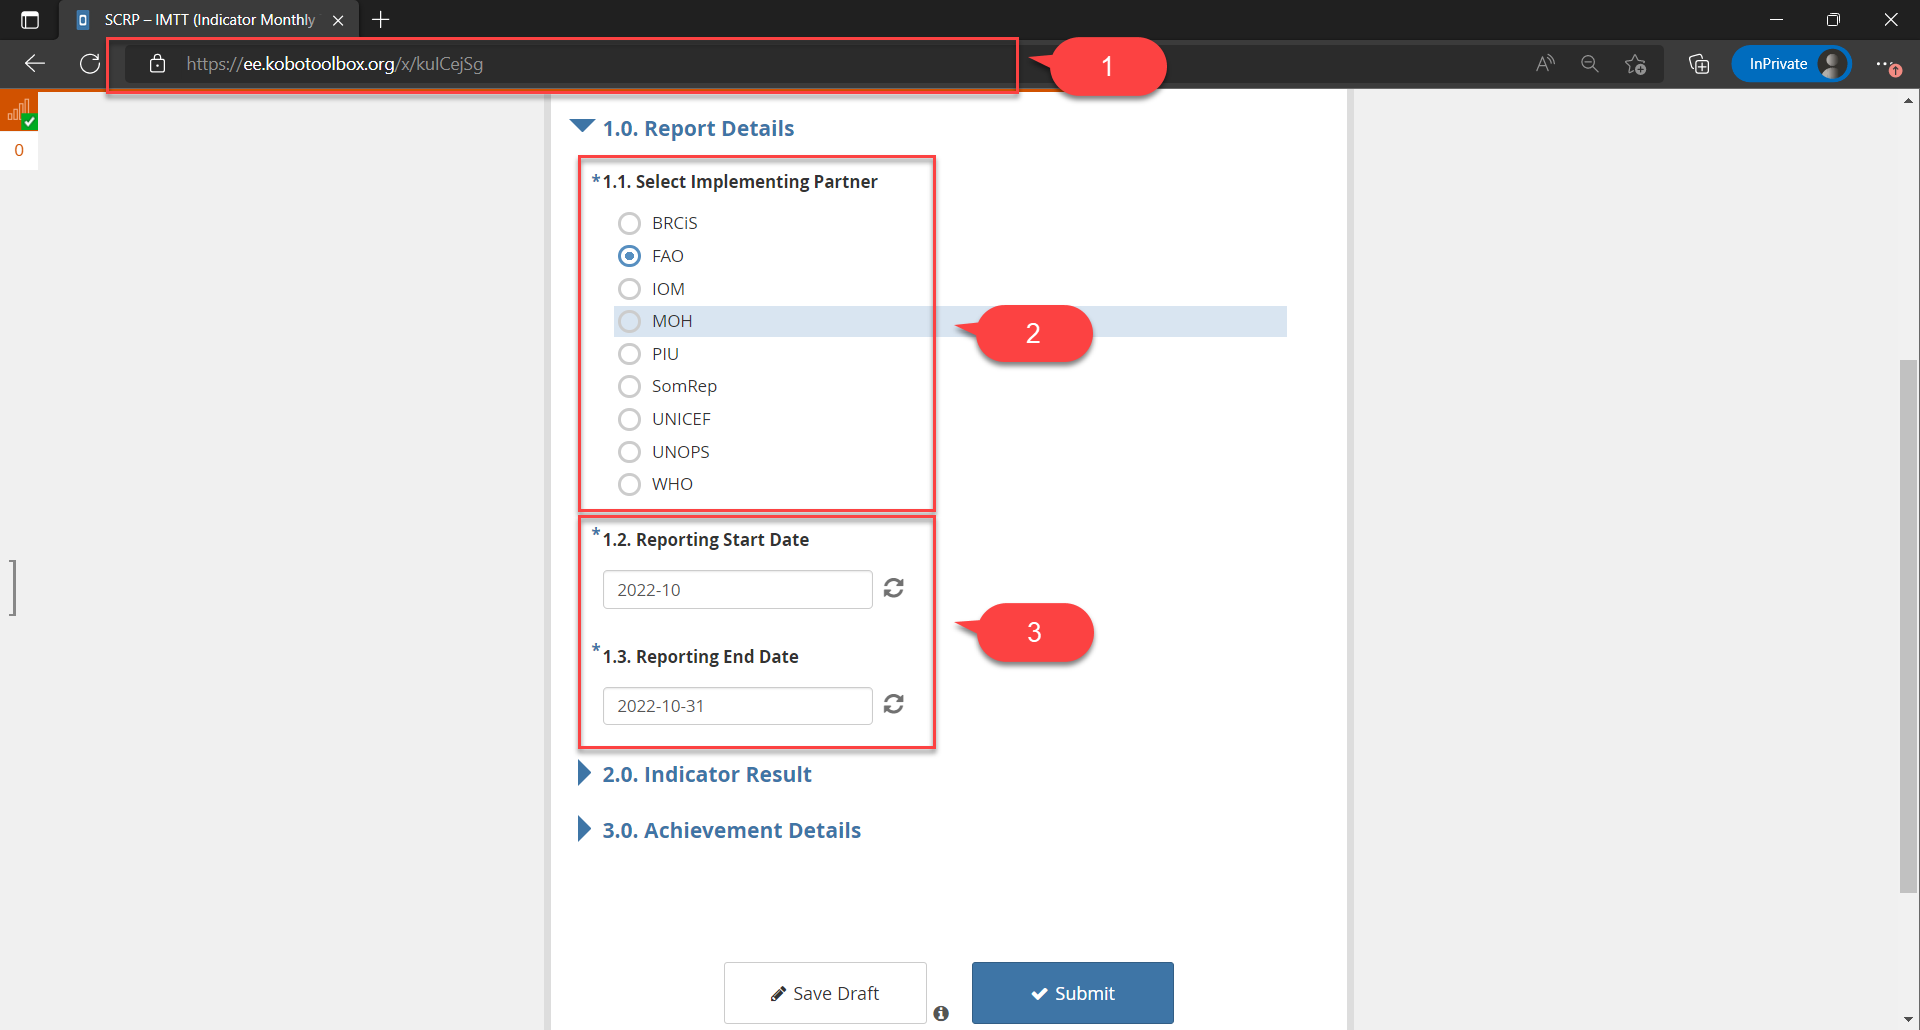 SCRP – IMTT (Indicator Monthly
https://ee.kobotoolbox.org/x/kuICejSg
1
InPrivate
0
1.0. Report Details
*1.1. Select Implementing Partner
BRCiS
FAO
IOM
MOH
2
PIU
SomRep
UNICEF
UNOPS
WHO
*1.2. Reporting Start Date
2022-10
3
*1.3. Reporting End Date
2022-10-31
2.0. Indicator Result
3.0. Achievement Details
Save Draft
Submit